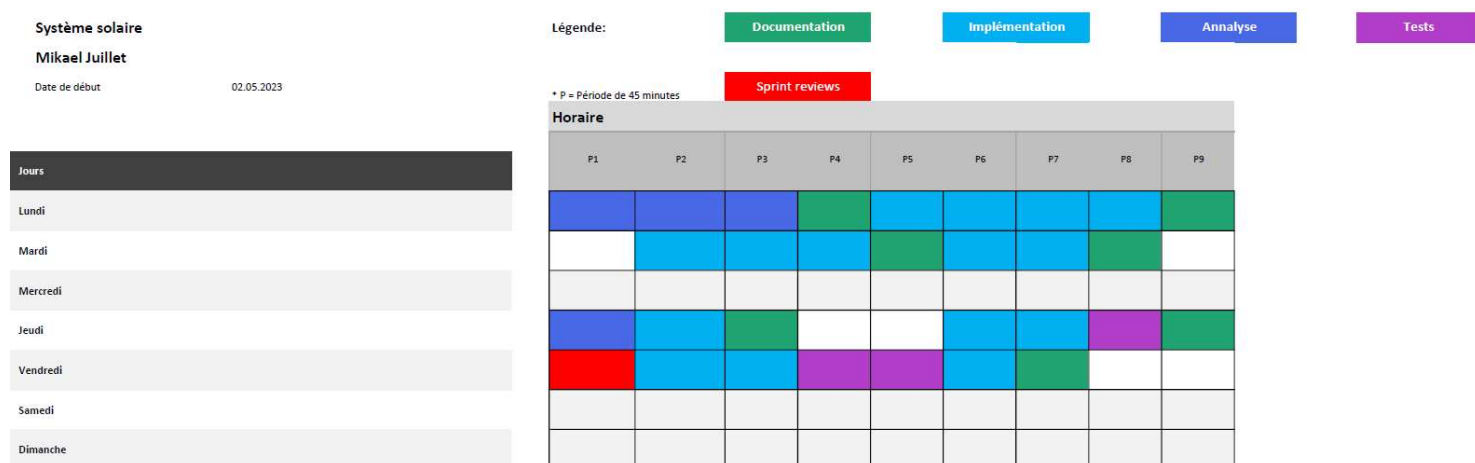 Système solaire
Mikael Juillet
Date de début 02.05.2023
Légende: Documentation Implémentation Annalyse Tests
* P = Période de 45 minutes Sprint reviews
Horaire
Jours P1 P2 P3 P4 P5 P6 P7 P8 P9
Lundi
Mardi
Mercredi
Jeudi
Vendredi
Samedi
Dimanche